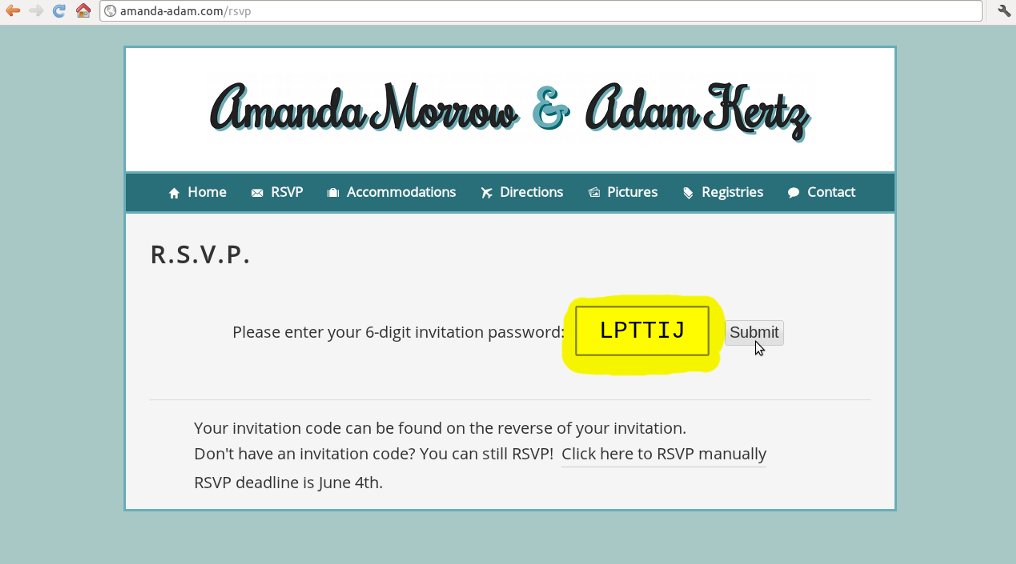 amanda-adam.com/rsvp
Amanda Morrow & Adam Kertz
Home RSVP Accommodations Directions Pictures Registries Contact
R.S.V.P.
Please enter your 6-digit invitation password: LPTTIJ Submit
Your invitation code can be found on the reverse of your invitation.
Don't have an invitation code? You can still RSVP! Click here to RSVP manually
RSVP deadline is June 4th.